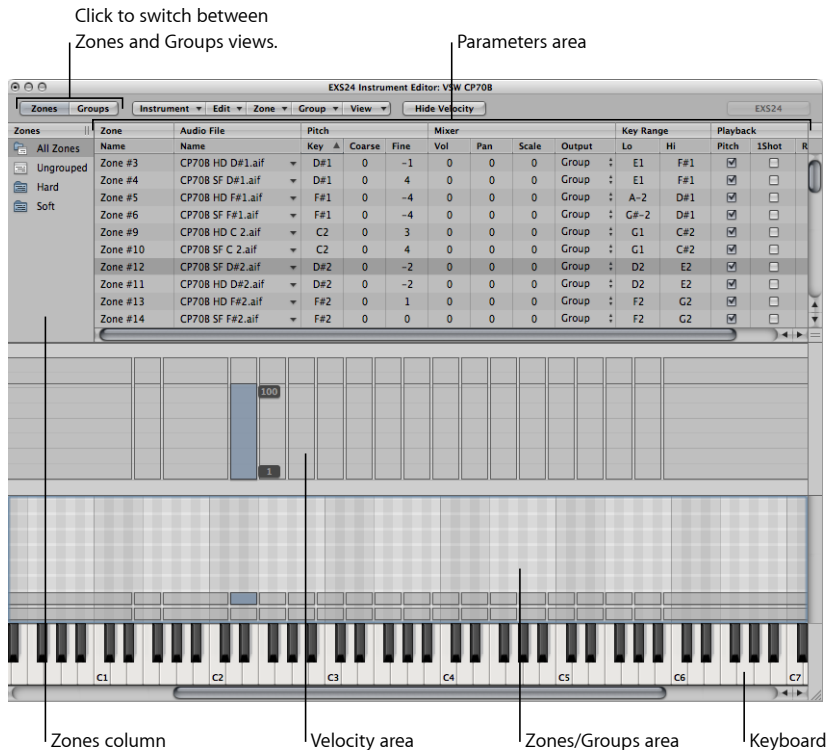 Click to switch between
Zones and Groups views.
Parameters area
EXS24 Instrument Editor: VSW CP70B
Zones Groups Instrument Edit Zone Group View Hide Velocity EXS24
Zones Zone Audio File Pitch Mixer Key Range Playback
Name Name Key Coarse Fine Vol Pan Scale Output Lo Hi Pitch 1Shot R
All Zones
Ungrouped
Hard
Soft
Zone #3 CP70B HD D#1.aif D#1 0 −1 0 0 0 Group E1 F#1
Zone #4 CP70B SF D#1.aif D#1 0 4 0 0 0 Group E1 F#1
Zone #5 CP70B HD F#1.aif F#1 0 −4 0 0 0 Group A−2 D#1
Zone #6 CP70B SF F#1.aif F#1 0 −4 0 0 0 Group G#−2 D#1
Zone #9 CP70B HD C 2.aif C2 0 3 0 0 0 Group G1 C#2
Zone #10 CP70B SF C 2.aif C2 0 4 0 0 0 Group G1 C#2
Zone #12 CP70B SF D#2.aif D#2 0 −2 0 0 0 Group D2 E2
Zone #11 CP70B HD D#2.aif D#2 0 −2 0 0 0 Group D2 E2
Zone #13 CP70B HD F#2.aif F#2 0 1 0 0 0 Group F2 G2
Zone #14 CP70B SF F#2.aif F#2 0 0 0 0 0 Group F2 G2
100
1
C1 C2 C3 C4 C5 C6 C7
Zones column
Velocity area
Zones/Groups area
Keyboard